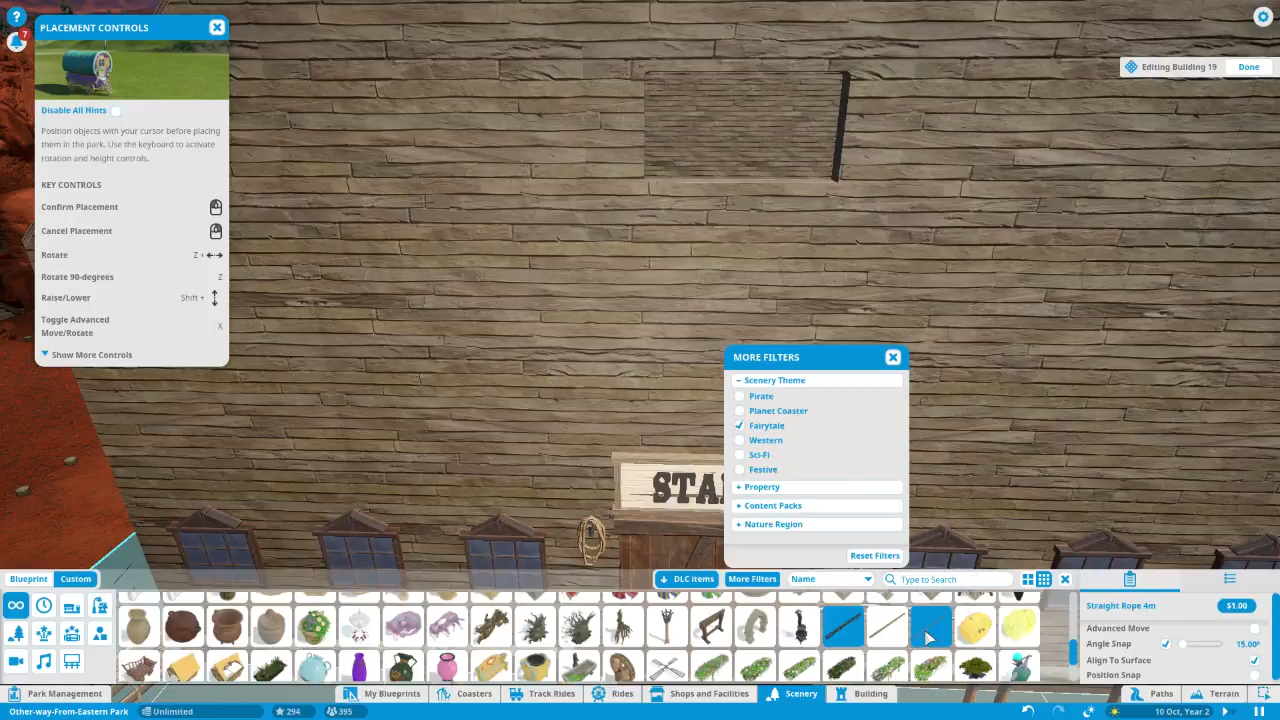 ?
7
PLACEMENT CONTROLS
Disable All Hints
Position objects with your cursor before placing
them in the park. Use the keyboard to activate
rotation and height controls.
KEY CONTROLS
Confirm Placement
Cancel Placement
Rotate Z +
Rotate 90-degrees Z
Raise/Lower Shift +
Toggle Advanced
Move/Rotate X
Show More Controls
Editing Building 19 Done
STA
MORE FILTERS
− Scenery Theme
Pirate
Planet Coaster
Fairytale
Western
Sci-Fi
Festive
+ Property
+ Content Packs
+ Nature Region
Reset Filters
Blueprint Custom DLC items More Filters Name Type to Search
Straight Rope 4m $1.00
Advanced Move
Angle Snap 15.00°
Align To Surface
Position Snap
Park Management My Blueprints Coasters Track Rides Rides Shops and Facilities Scenery Building Paths Terrain
Other-way-From-Eastern Park Unlimited 294 395 10 Oct, Year 2